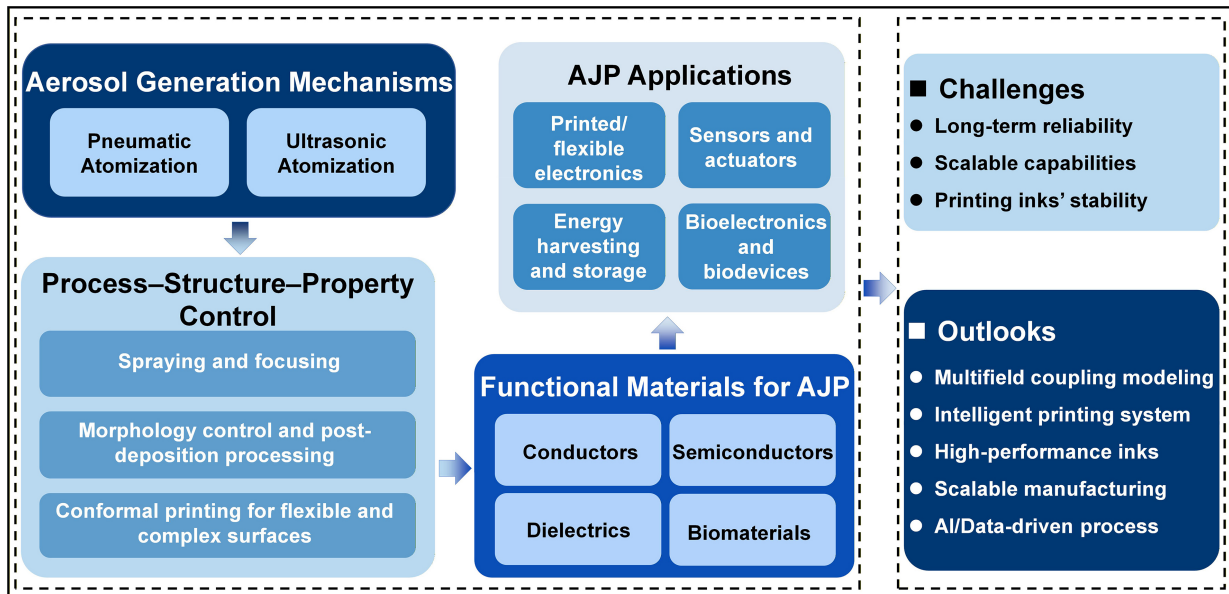 Aerosol Generation Mechanisms
Pneumatic
Atomization
Ultrasonic
Atomization
Process–Structure–Property
Control
Spraying and focusing
Morphology control and post-
deposition processing
Conformal printing for flexible and
complex surfaces
Functional Materials for AJP
Conductors
Semiconductors
Dielectrics
Biomaterials
AJP Applications
Printed/
flexible
electronics
Sensors and
actuators
Energy
harvesting
and storage
Bioelectronics
and
biodevices
Challenges
Long-term reliability
Scalable capabilities
Printing inks’ stability
Outlooks
Multifield coupling modeling
Intelligent printing system
High-performance inks
Scalable manufacturing
AI/Data-driven process